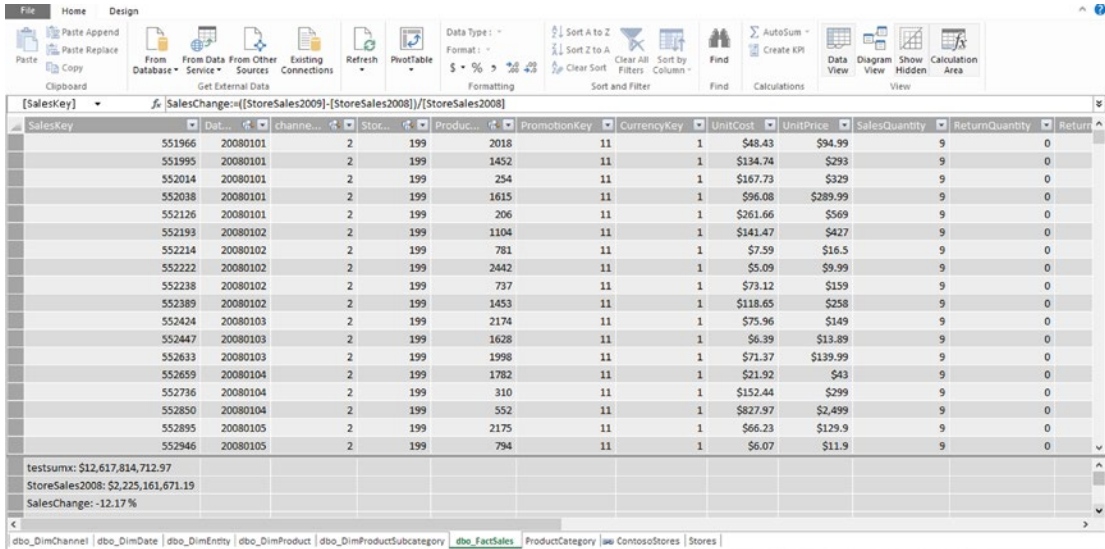 File Home Design
Paste Append
Paste Replace
Paste Copy
Clipboard
From Database
From Data Service
From Other Sources
Existing Connections
Get External Data
Refresh
PivotTable
Data Type :
Format :
$ % ,
Formatting
Sort A to Z
Sort Z to A
Clear Sort
Clear All Filters
Sort by Column
Sort and Filter
Find
Find
AutoSum
Create KPI
Calculations
Data View
Diagram View
Show Hidden
Calculation Area
View
[SalesKey] fx SalesChange:=([StoreSales2009]-[StoreSales2008])/[StoreSales2008]
SalesKey Dat... channe... Stor... Produc... PromotionKey CurrencyKey UnitCost UnitPrice SalesQuantity ReturnQuantity Return
551966 20080101 2 199 2018 11 1 $48.43 $94.99 9 0
551995 20080101 2 199 1452 11 1 $134.74 $293 9 0
552014 20080101 2 199 254 11 1 $167.73 $329 9 0
552038 20080101 2 199 1615 11 1 $96.08 $289.99 9 0
552126 20080101 2 199 206 11 1 $261.66 $569 9 0
552193 20080102 2 199 1104 11 1 $141.47 $427 9 0
552214 20080102 2 199 781 11 1 $7.59 $16.5 9 0
552222 20080102 2 199 2442 11 1 $5.09 $9.99 9 0
552238 20080102 2 199 737 11 1 $73.12 $159 9 0
552389 20080102 2 199 1453 11 1 $118.65 $258 9 0
552424 20080103 2 199 2174 11 1 $75.96 $149 9 0
552447 20080103 2 199 1628 11 1 $6.39 $13.89 9 0
552633 20080103 2 199 1998 11 1 $71.37 $139.99 9 0
552659 20080104 2 199 1782 11 1 $21.92 $43 9 0
552736 20080104 2 199 310 11 1 $152.44 $299 9 0
552850 20080104 2 199 552 11 1 $827.97 $2,499 9 0
552895 20080105 2 199 2175 11 1 $66.23 $129.9 9 0
552946 20080105 2 199 794 11 1 $6.07 $11.9 9 0
testsumx: $12,617,814,712.97
StoreSales2008: $2,225,161,671.19
SalesChange: -12.17 %
dbo_DimChannel dbo_DimDate dbo_DimEntity dbo_DimProduct dbo_DimProductSubcategory dbo_FactSales ProductCategory ContosoStores Stores